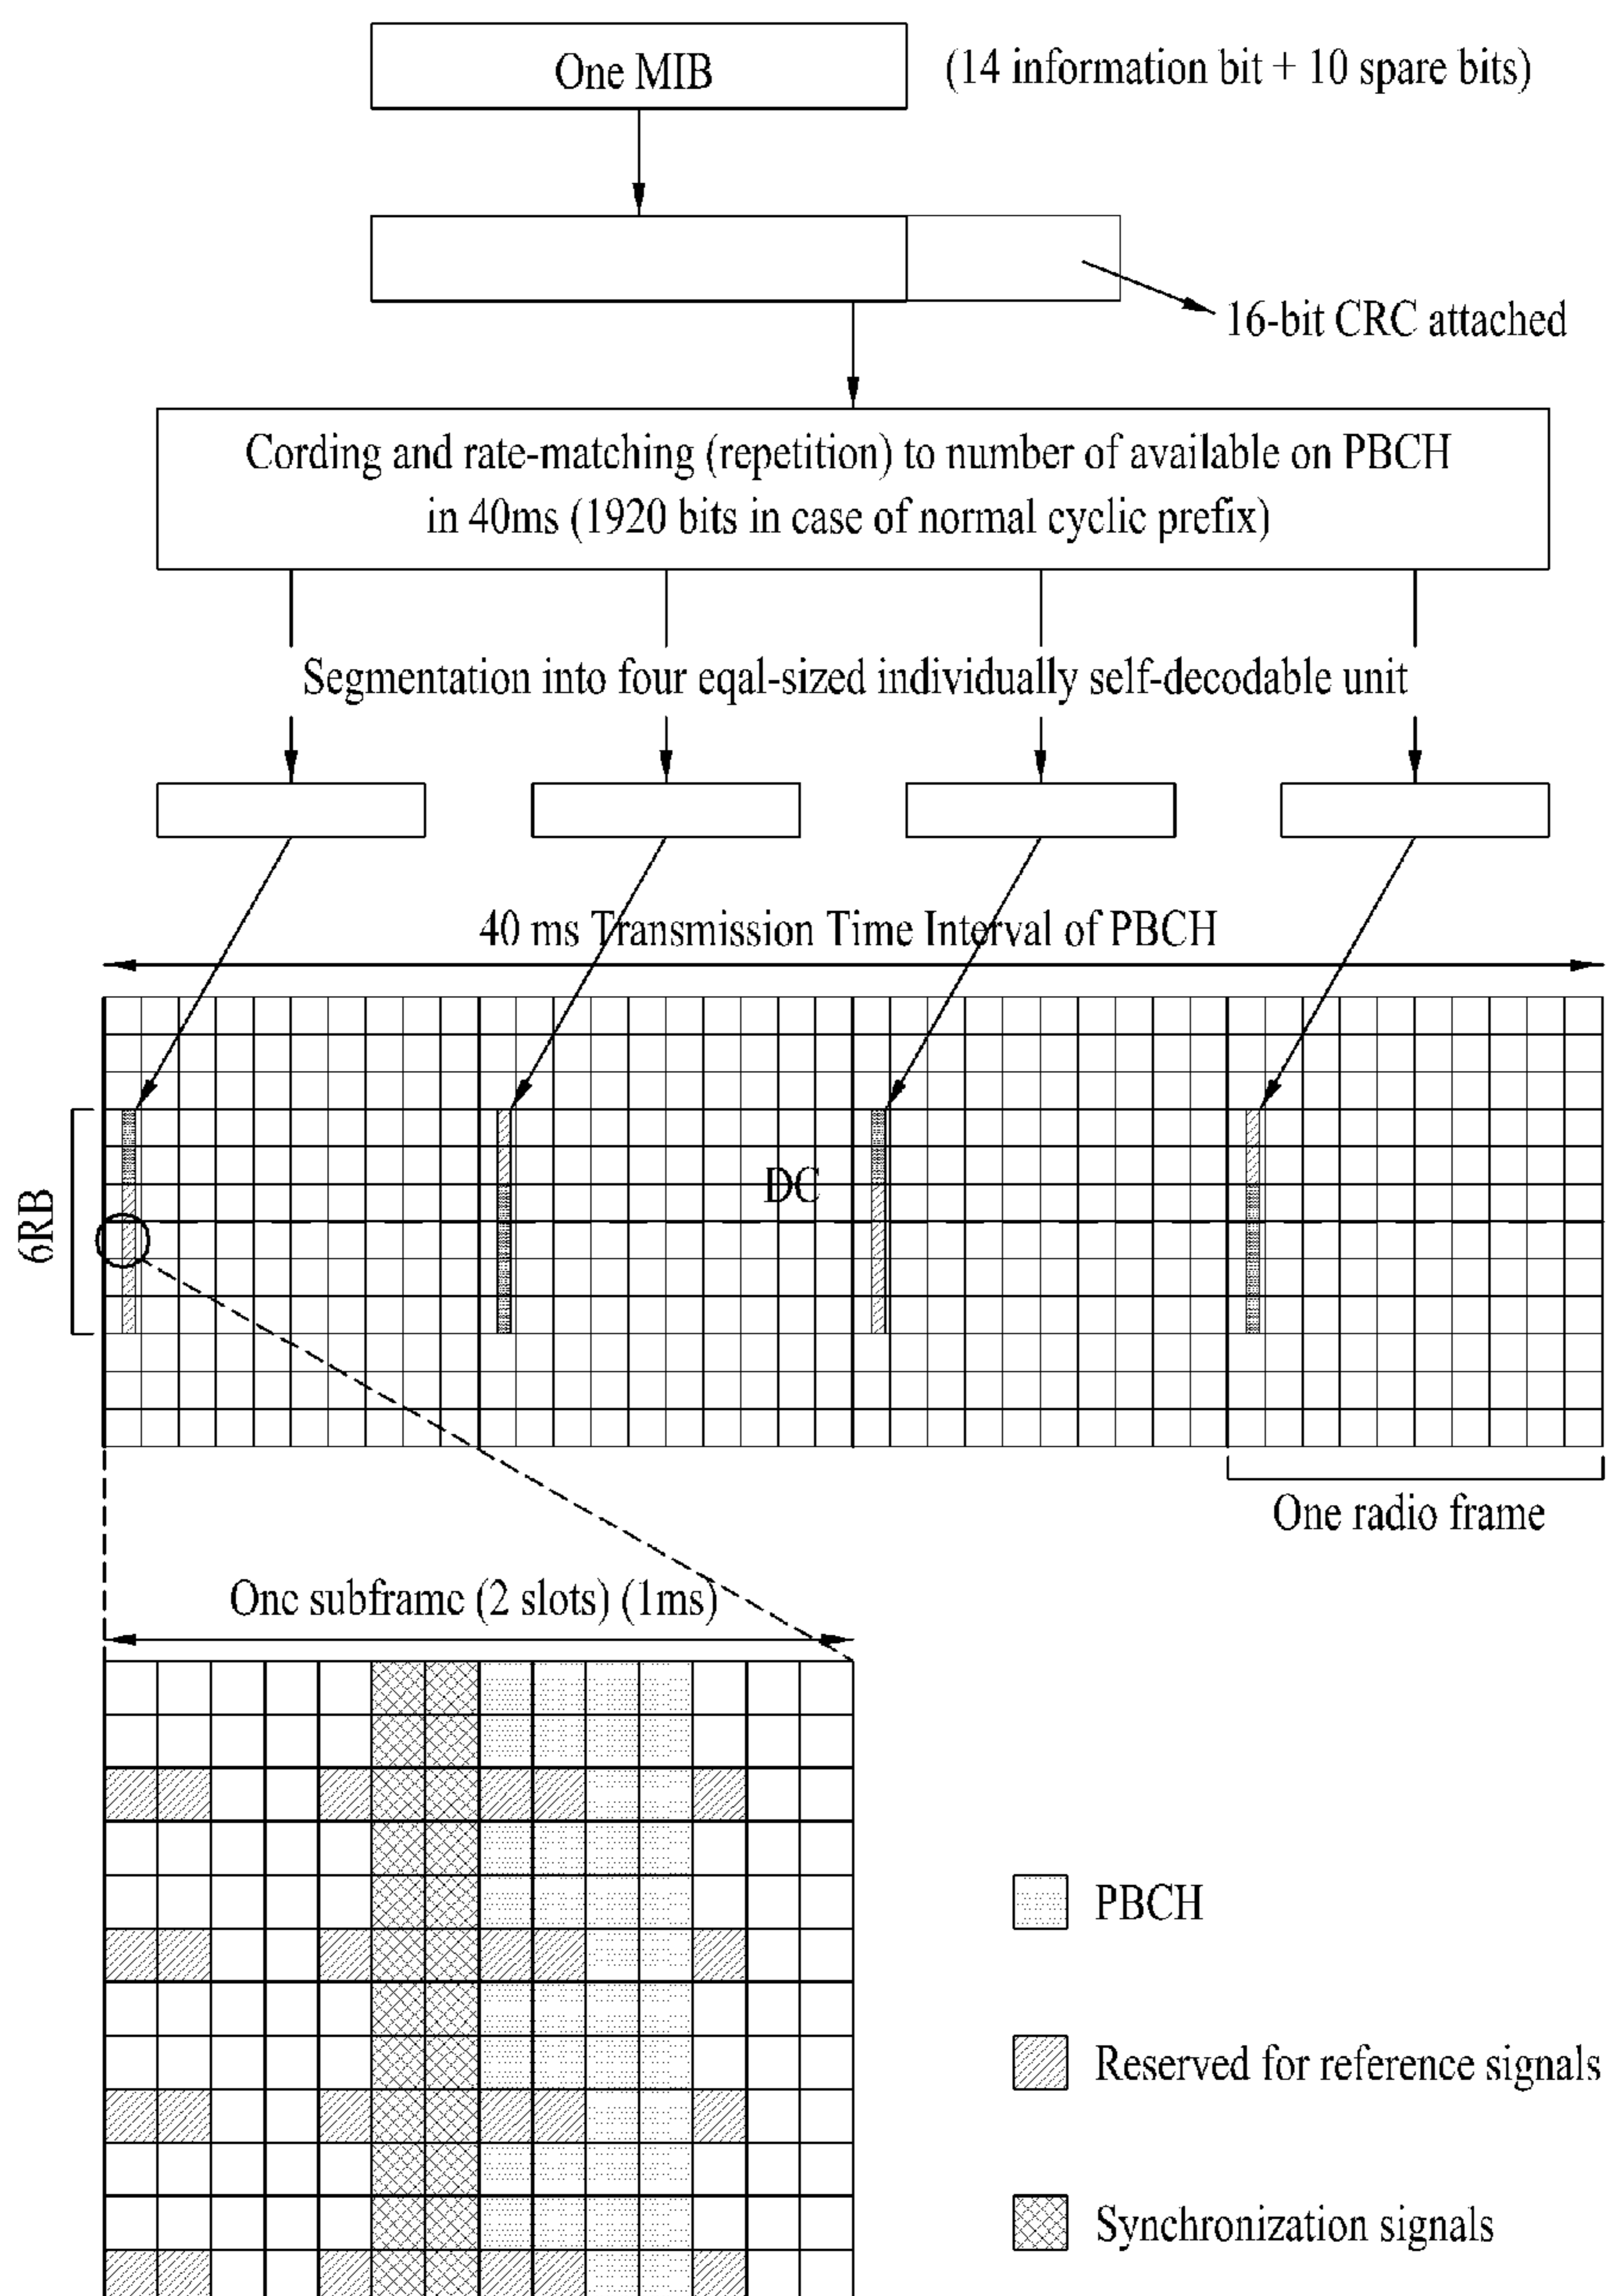 One MIB
(14 information bit + 10 spare bits)
16-bit CRC attached
Cording and rate-matching (repetition) to number of available on PBCH
in 40ms (1920 bits in case of normal cyclic prefix)
Segmentation into four eqal-sized individually self-decodable unit
40 ms Transmission Time Interval of PBCH
DC
6RB
One radio frame
One subframe (2 slots) (1ms)
PBCH
Reserved for reference signals
Synchronization signals